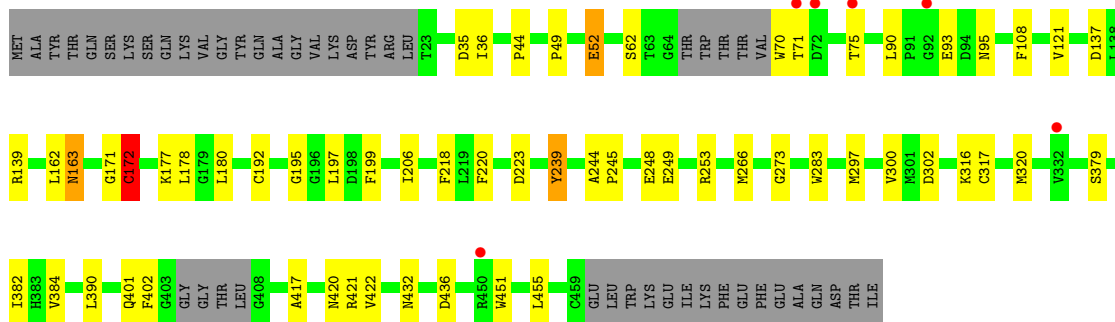 MET ALA TYR THR GLN SER LYS SER GLN LYS VAL GLY TYR GLN ALA GLY VAL LYS ASP TYR ARG LEU T23 D35 I36 P44 P49 E52 S62 T63 G64 THR TRP THR THR VAL W70 T71 D72 T75 L90 P91 G92 E93 D94 N95 F108 V121 D137 L138
R139 L162 N163 G171 C172 K177 L178 G179 L180 C192 G195 G196 L197 D198 F199 I206 F218 L219 F220 D223 Y239 A244 P245 E248 E249 R253 M266 G273 W283 M297 V300 M301 D302 K316 C317 M320 V332 S379
I382 H383 V384 L390 Q401 F402 G403 GLY GLY THR LEU G408 A417 N420 R421 V422 N432 D436 R450 W451 L455 C459 GLU LEU TRP LYS GLU ILE LYS PHE GLU PHE GLU ALA GLN ASP THR ILE